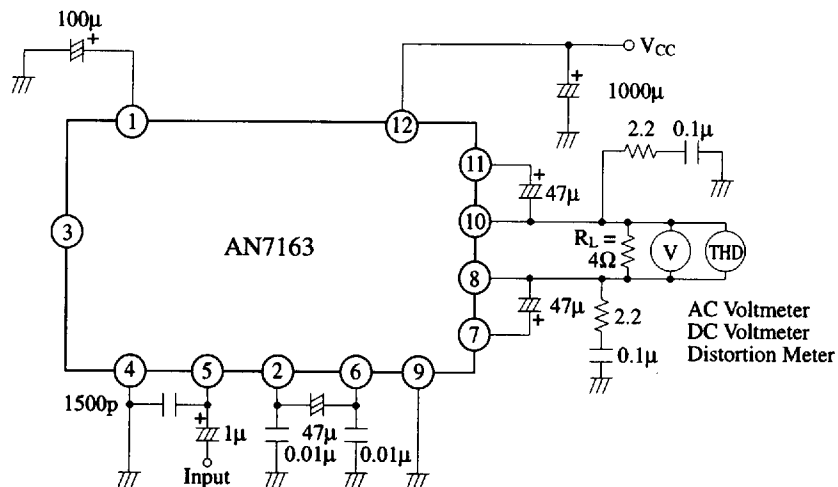 100μ
+
VCC
+
1000μ
1
12
2.2
0.1μ
11
+
47μ
3
10
AN7163
RL =
4Ω
V
THD
8
47μ
+
7
2.2
0.1μ
AC Voltmeter
DC Voltmeter
Distortion Meter
4
5
2
6
9
1500p
+
1μ
47μ
0.01μ
0.01μ
Input